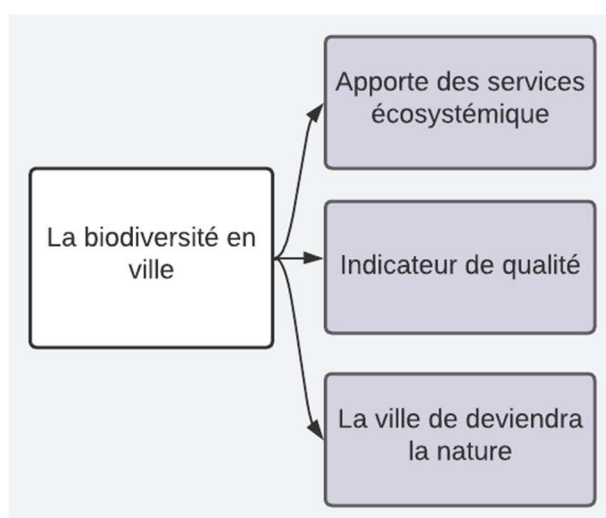 La biodiversité en
ville
Apporte des services
écosystémique
Indicateur de qualité
La ville de deviendra
la nature